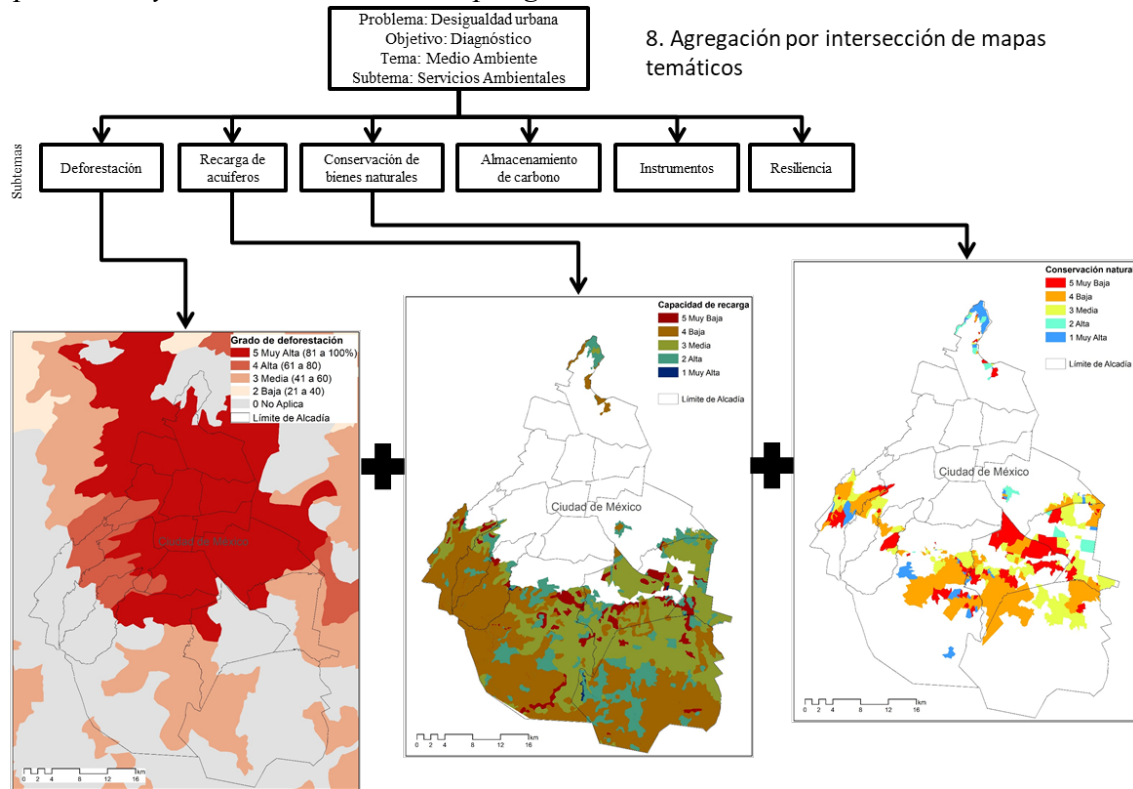 Problema: Desigualdad urbana
Objetivo: Diagnóstico
Tema: Medio Ambiente
Subtema: Servicios Ambientales
8. Agregación por intersección de mapas
temáticos
Subtemas
Deforestación
Recarga de
acuiferos
Conservación de
bienes naturales
Almacenamiento
de carbono
Instrumentos
Resiliencia
Grado de deforestación
5 Muy Alta (81 a 100%)
4 Alta (61 a 80)
3 Media (41 a 60)
2 Baja (21 a 40)
0 No Aplica
Límite de Alcadía
Ciudad de México
0 2 4 8 12 16
km
Capacidad de recarga
5 Muy Baja
4 Baja
3 Media
2 Alta
1 Muy Alta
Límite de Alcadía
Ciudad de México
0 2 4 8 12 16
km
Conservación natura
5 Muy Baja
4 Baja
3 Media
2 Alta
1 Muy Alta
Límite de Alcadía
Ciudad de México
0 2 4 8 12 16
km